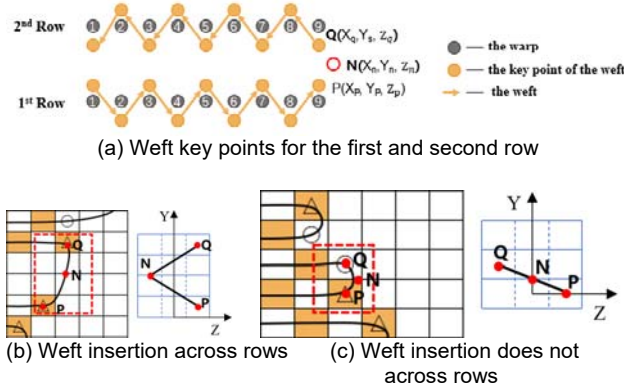 2nd Row
1 2 3 4 5 6 7 8 9
Q(Xq,Ys,Zq)
N(Xn,Yn,Zn)
P(Xp,Yp,Zp)
1st Row
1 2 3 4 5 6 7 8 9
— the warp
— the key point of the weft
— the weft
(a) Weft key points for the first and second row
Q
N
P
Y
N
Q
P
Z
Q
N
P
Y
Q
N
P
Z
(b) Weft insertion across rows
(c) Weft insertion does not
across rows